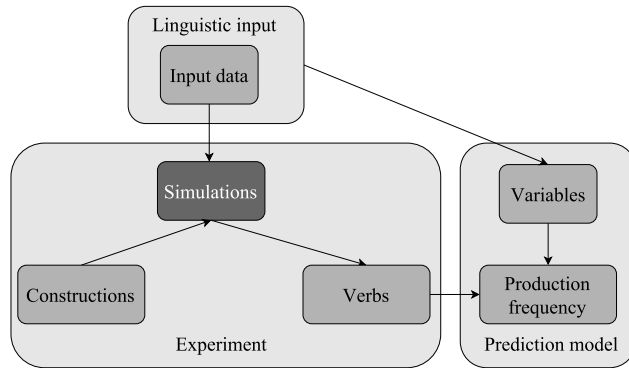 Linguistic input
Input data
Simulations
Variables
Constructions
Verbs
Production
frequency
Experiment
Prediction model